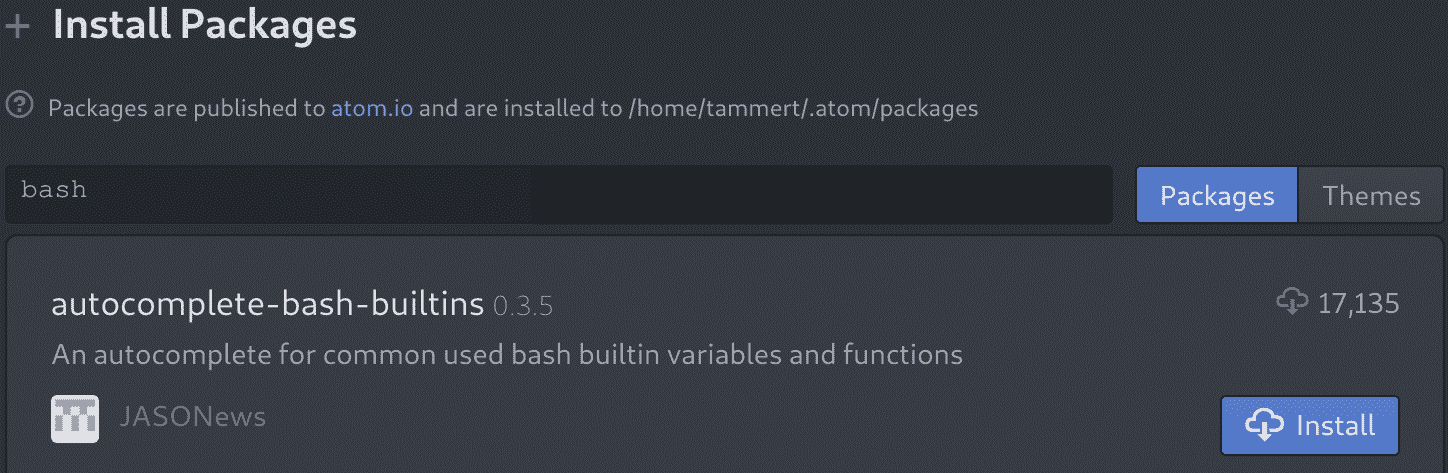 Install Packages
Packages are published to atom.io and are installed to /home/tammert/.atom/packages
bash
Packages
Themes
autocomplete-bash-builtins 0.3.5
17,135
An autocomplete for common used bash builtin variables and functions
JASONews
Install